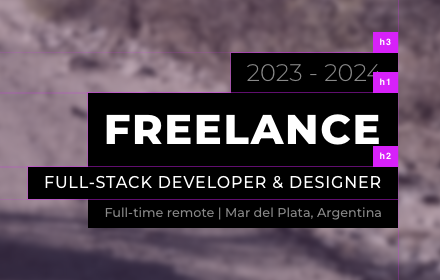 h3
2023 - 2024
h1
FREELANCE
h2
FULL-STACK DEVELOPER & DESIGNER
Full-time remote | Mar del Plata, Argentina